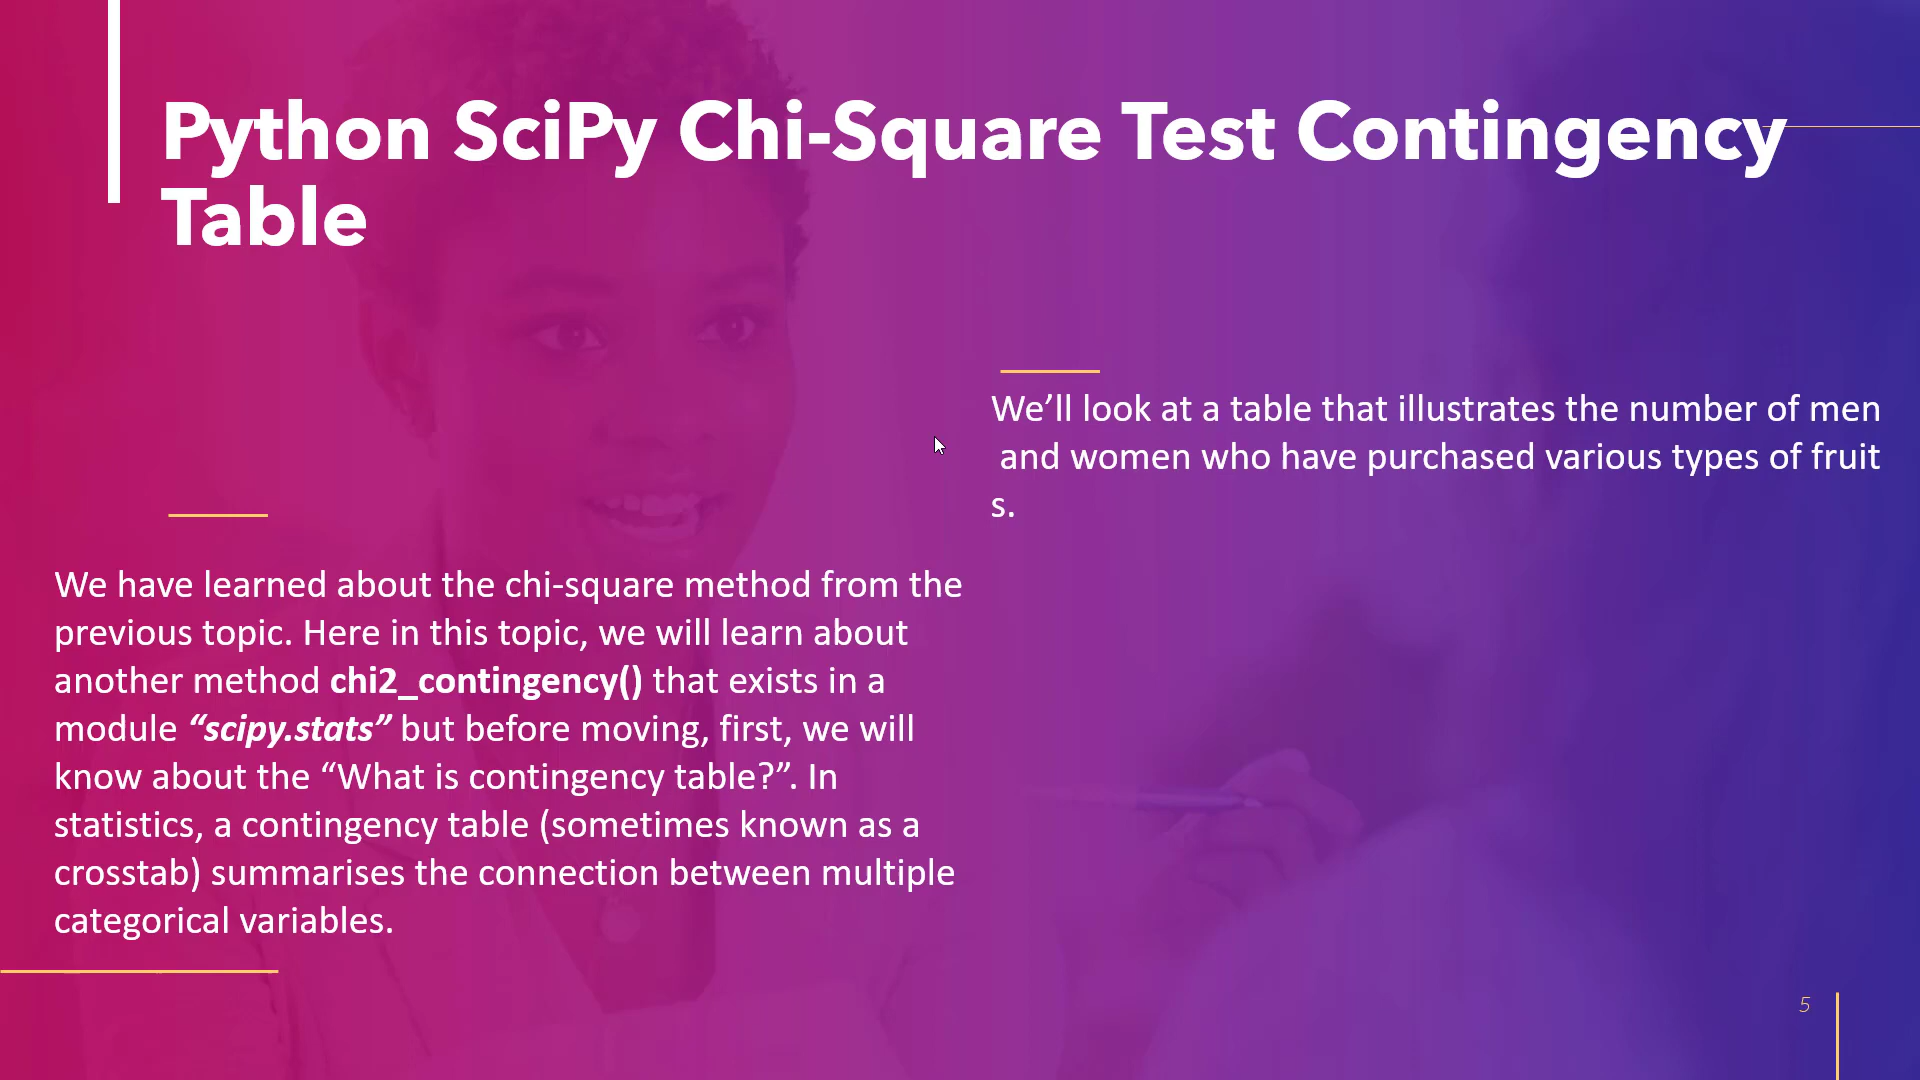 Python SciPy Chi-Square Test Contingency
Table
We have learned about the chi-square method from the
previous topic. Here in this topic, we will learn about
another method chi2_contingency() that exists in a
module “scipy.stats” but before moving, first, we will
know about the “What is contingency table?”. In
statistics, a contingency table (sometimes known as a
crosstab) summarises the connection between multiple
categorical variables.
We’ll look at a table that illustrates the number of men
and women who have purchased various types of fruit
s.
5